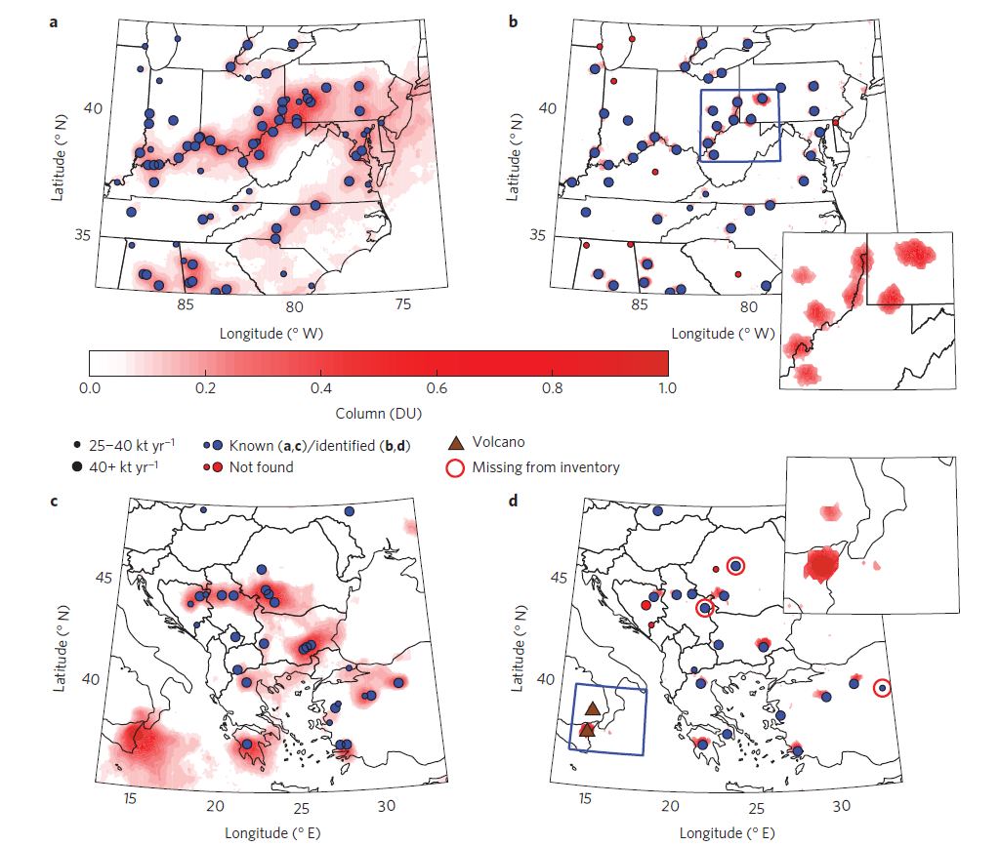 a
b
40
35
Latitude (° N)
85
80
75
Longitude (° W)
40
35
Latitude (° N)
85
80
Longitude (° W)
0.0
0.2
0.4
0.6
0.8
1.0
Column (DU)
25–40 kt yr⁻¹
Known (a,c)/identified (b,d)
Volcano
40+ kt yr⁻¹
Not found
Missing from inventory
c
d
45
40
Latitude (° N)
15
20
25
30
Longitude (° E)
45
40
Latitude (° N)
15
20
25
30
Longitude (° E)